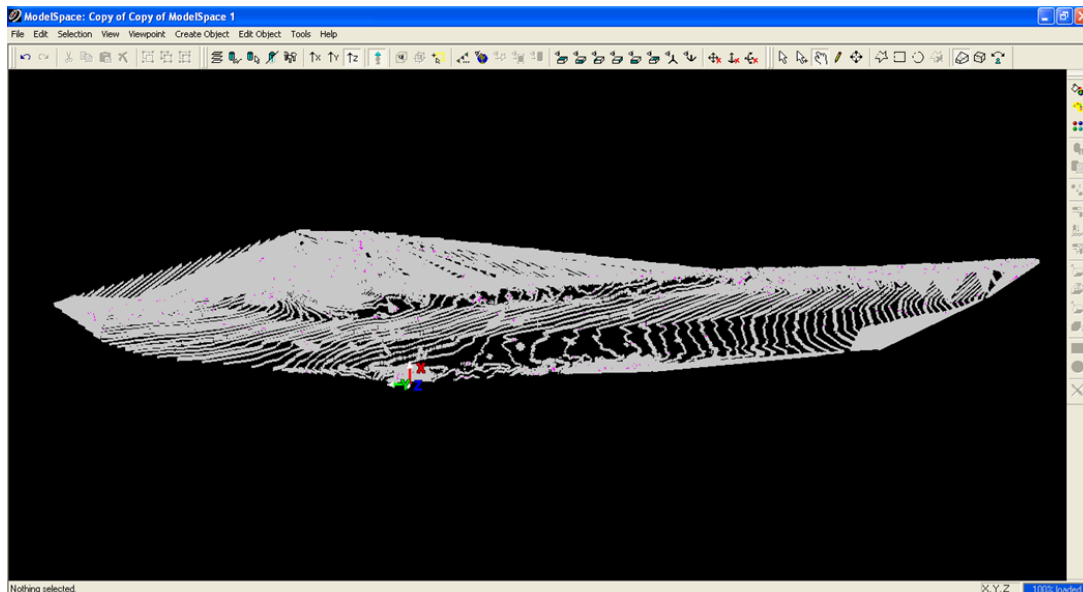 ModelSpace: Copy of Copy of ModelSpace 1
File Edit Selection View Viewpoint Create Object Edit Object Tools Help
X Y Z
X
Y Z
Nothing selected. X,Y,Z 100% loaded